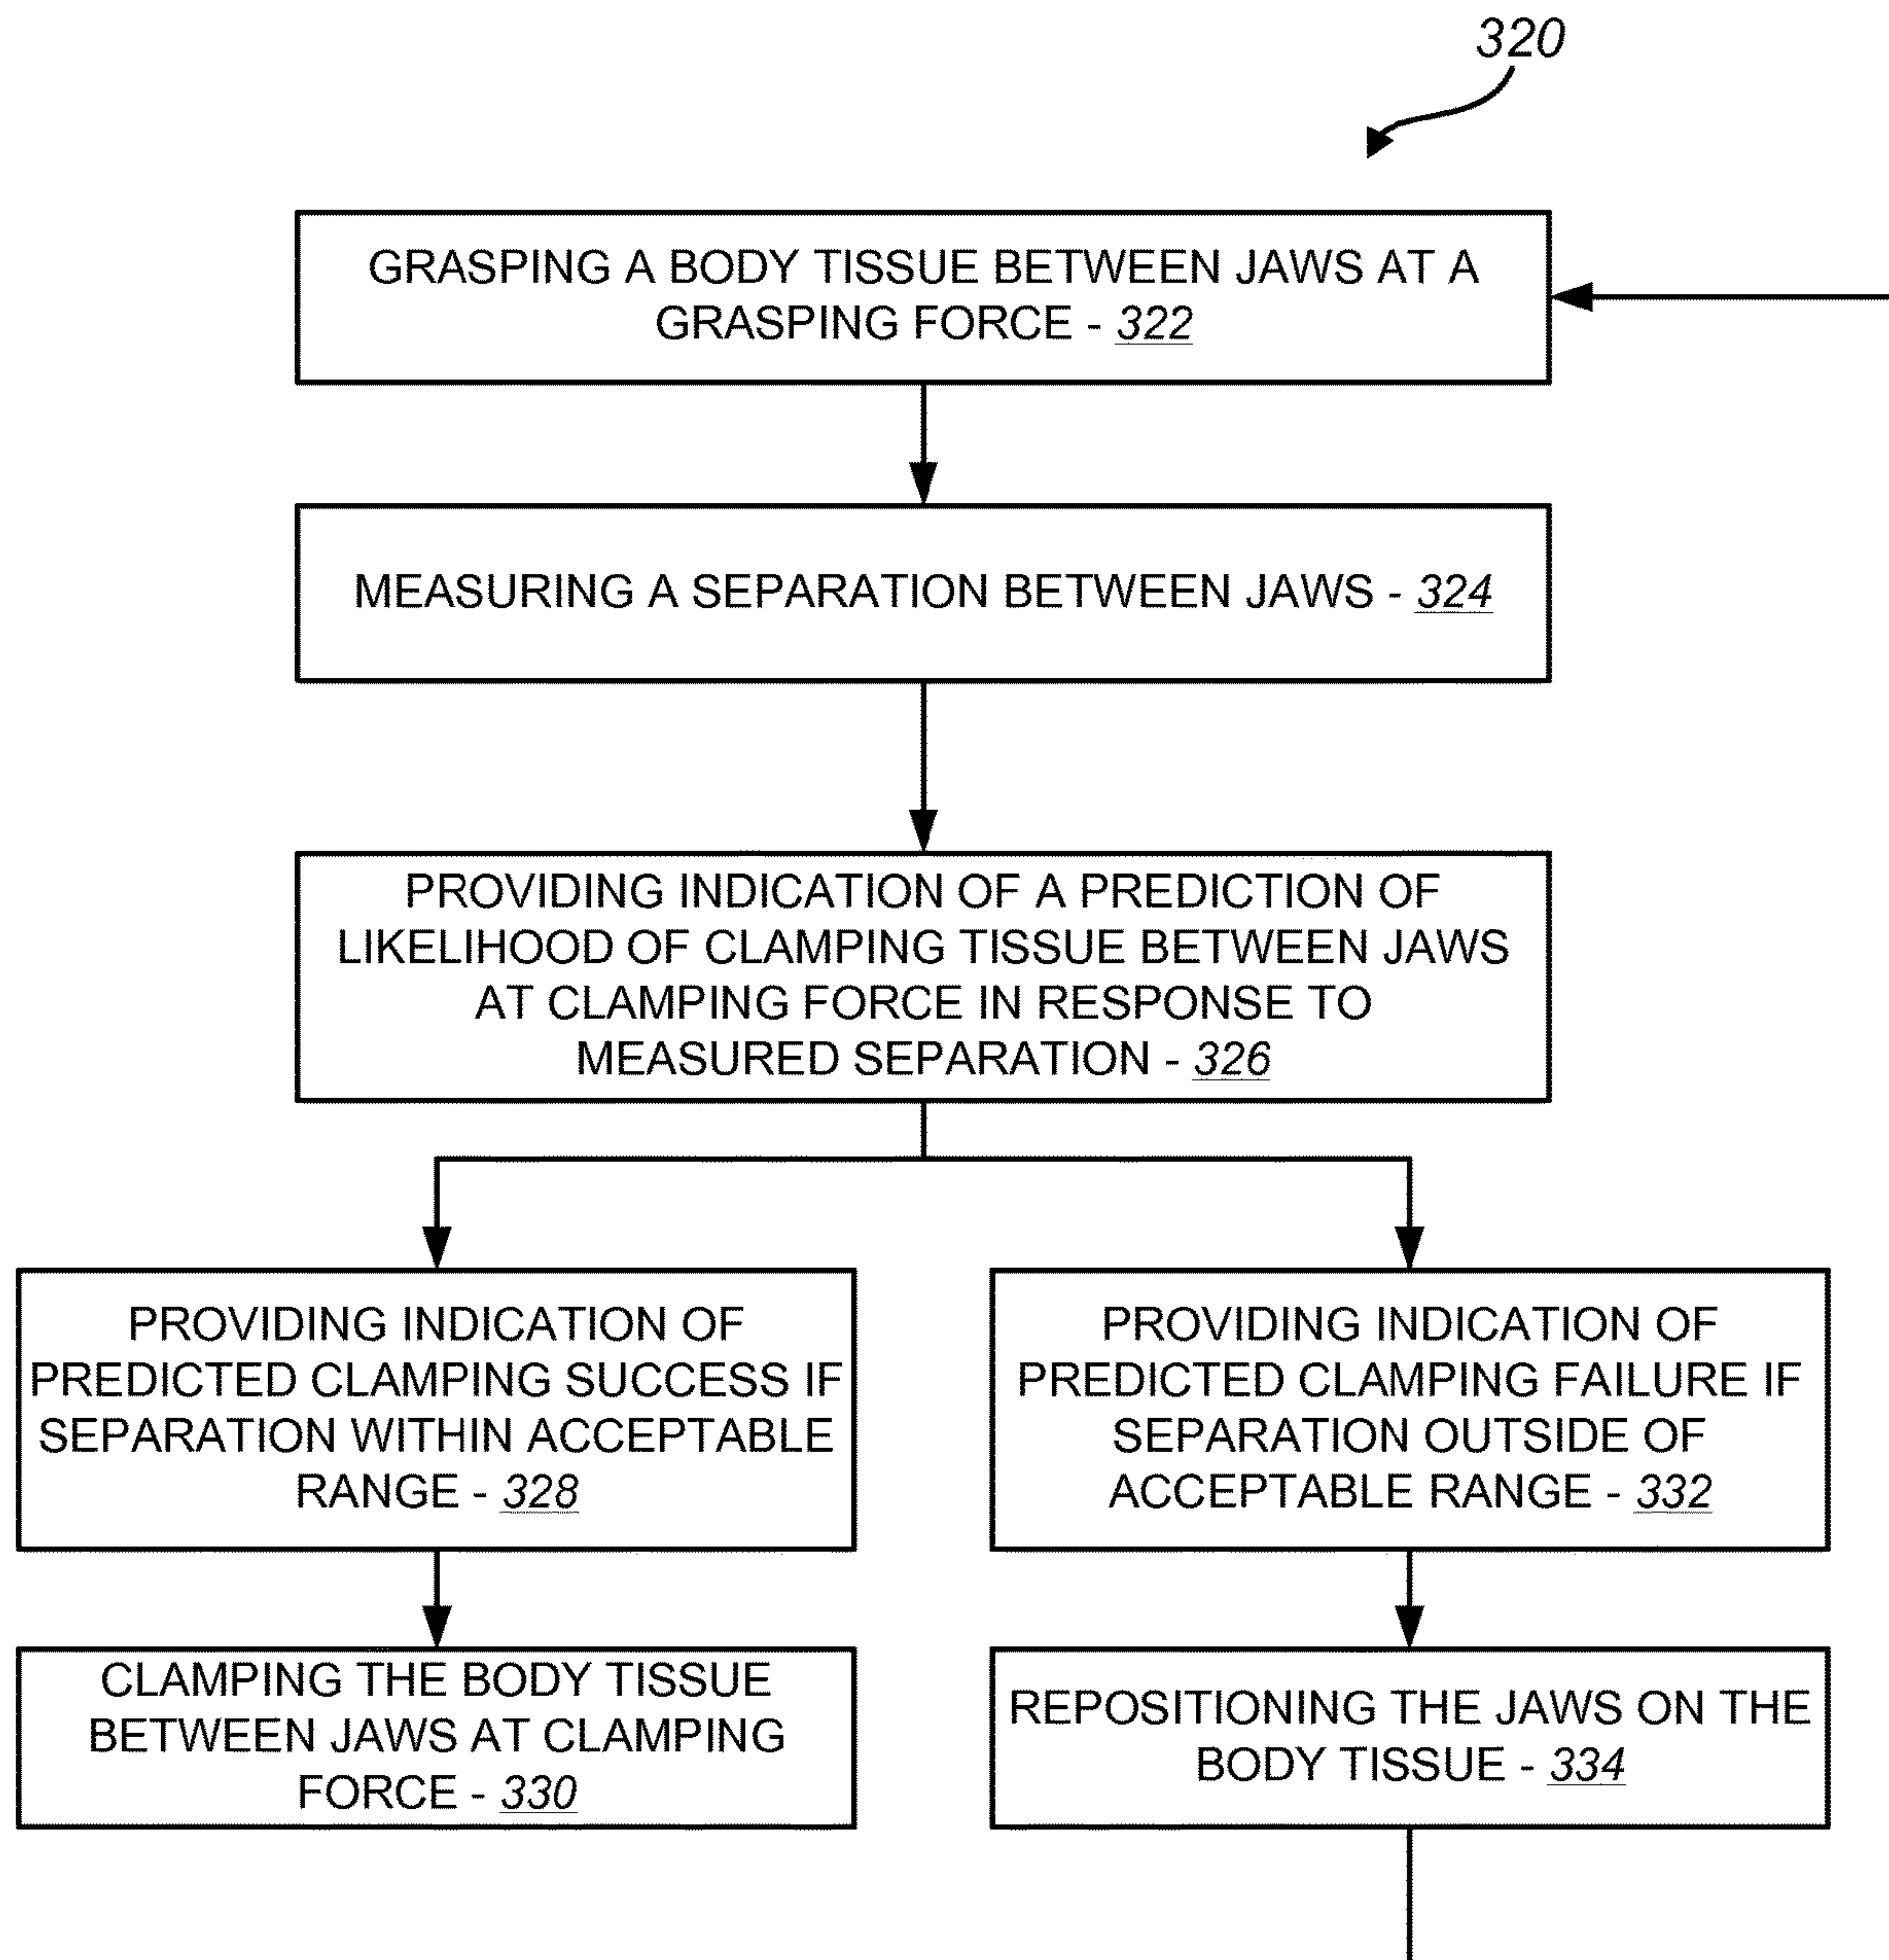 320
GRASPING A BODY TISSUE BETWEEN JAWS AT A
GRASPING FORCE - 322
MEASURING A SEPARATION BETWEEN JAWS - 324
PROVIDING INDICATION OF A PREDICTION OF
LIKELIHOOD OF CLAMPING TISSUE BETWEEN JAWS
AT CLAMPING FORCE IN RESPONSE TO
MEASURED SEPARATION - 326
PROVIDING INDICATION OF
PREDICTED CLAMPING SUCCESS IF
SEPARATION WITHIN ACCEPTABLE
RANGE - 328
PROVIDING INDICATION OF
PREDICTED CLAMPING FAILURE IF
SEPARATION OUTSIDE OF
ACCEPTABLE RANGE - 332
CLAMPING THE BODY TISSUE
BETWEEN JAWS AT CLAMPING
FORCE - 330
REPOSITIONING THE JAWS ON THE
BODY TISSUE - 334